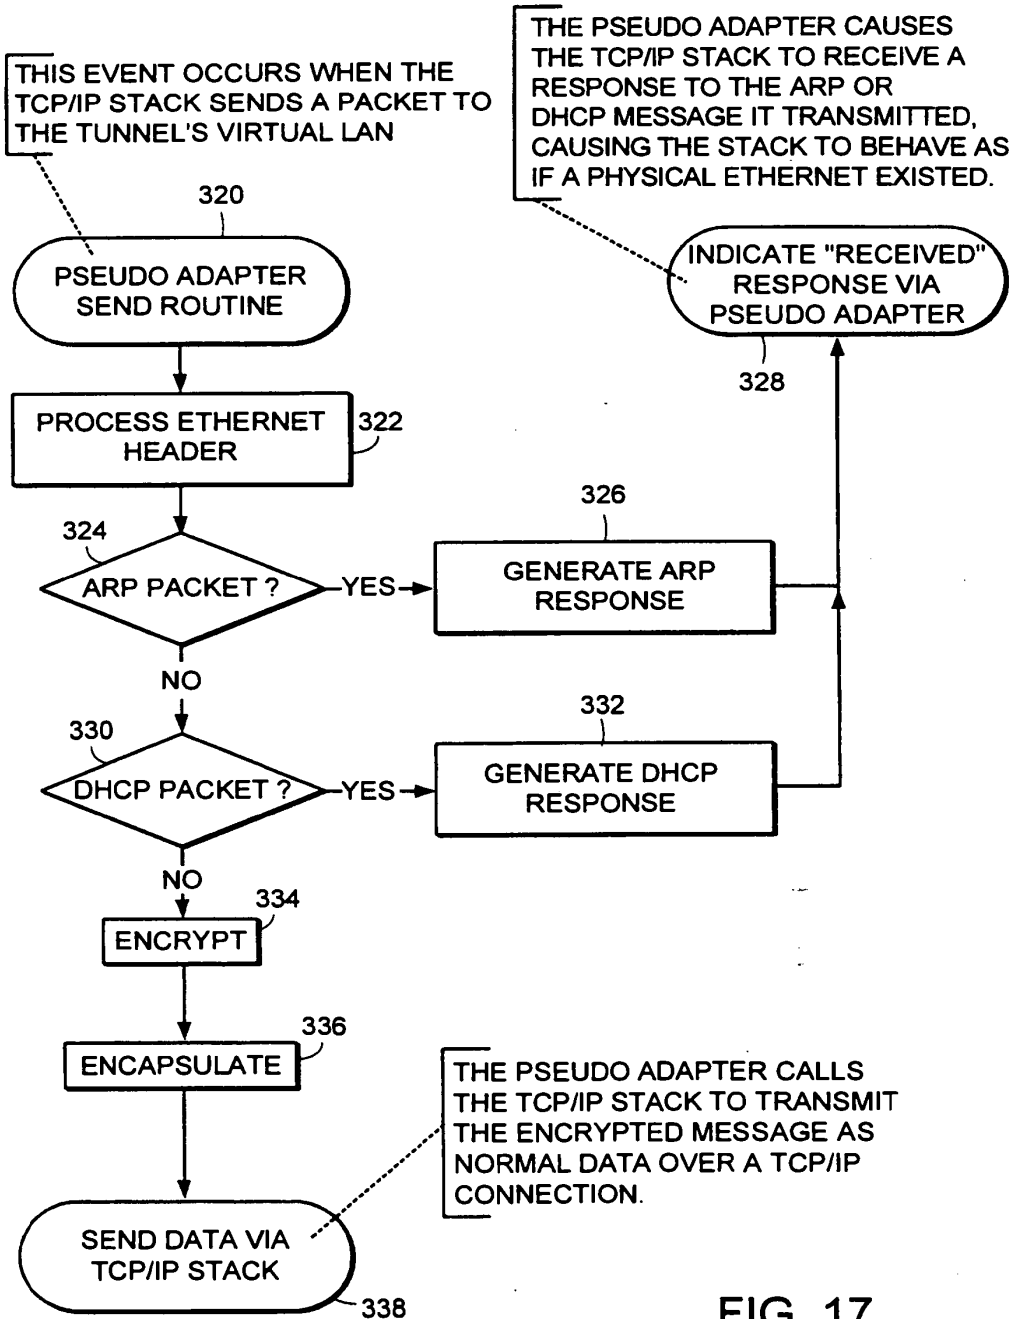 THIS EVENT OCCURS WHEN THE
TCP/IP STACK SENDS A PACKET TO
THE TUNNEL'S VIRTUAL LAN
THE PSEUDO ADAPTER CAUSES
THE TCP/IP STACK TO RECEIVE A
RESPONSE TO THE ARP OR
DHCP MESSAGE IT TRANSMITTED,
CAUSING THE STACK TO BEHAVE AS
IF A PHYSICAL ETHERNET EXISTED.
320
PSEUDO ADAPTER
SEND ROUTINE
INDICATE "RECEIVED"
RESPONSE VIA
PSEUDO ADAPTER
328
PROCESS ETHERNET
HEADER
322
324
ARP PACKET ?
YES
326
GENERATE ARP
RESPONSE
NO
330
DHCP PACKET ?
YES
332
GENERATE DHCP
RESPONSE
NO
334
ENCRYPT
336
ENCAPSULATE
THE PSEUDO ADAPTER CALLS
THE TCP/IP STACK TO TRANSMIT
THE ENCRYPTED MESSAGE AS
NORMAL DATA OVER A TCP/IP
CONNECTION.
SEND DATA VIA
TCP/IP STACK
338
FIG. 17